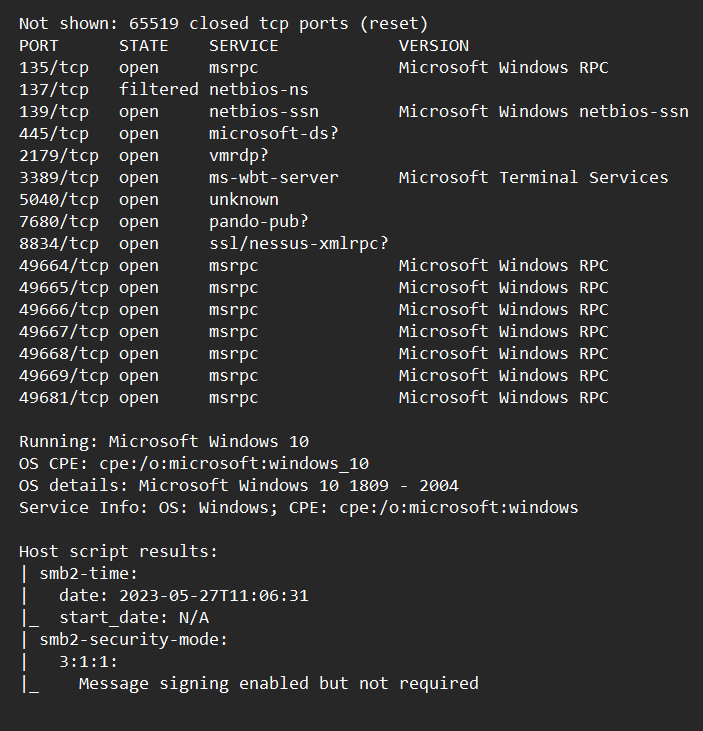 Not shown: 65519 closed tcp ports (reset)
PORT      STATE    SERVICE            VERSION
135/tcp   open     msrpc              Microsoft Windows RPC
137/tcp   filtered netbios-ns
139/tcp   open     netbios-ssn        Microsoft Windows netbios-ssn
445/tcp   open     microsoft-ds?
2179/tcp  open     vmrdp?
3389/tcp  open     ms-wbt-server      Microsoft Terminal Services
5040/tcp  open     unknown
7680/tcp  open     pando-pub?
8834/tcp  open     ssl/nessus-xmlrpc?
49664/tcp open     msrpc              Microsoft Windows RPC
49665/tcp open     msrpc              Microsoft Windows RPC
49666/tcp open     msrpc              Microsoft Windows RPC
49667/tcp open     msrpc              Microsoft Windows RPC
49668/tcp open     msrpc              Microsoft Windows RPC
49669/tcp open     msrpc              Microsoft Windows RPC
49681/tcp open     msrpc              Microsoft Windows RPC
Running: Microsoft Windows 10
OS CPE: cpe:/o:microsoft:windows_10
OS details: Microsoft Windows 10 1809 - 2004
Service Info: OS: Windows; CPE: cpe:/o:microsoft:windows
Host script results:
| smb2-time:
|   date: 2023-05-27T11:06:31
|_  start_date: N/A
| smb2-security-mode:
|   3:1:1:
|_    Message signing enabled but not required